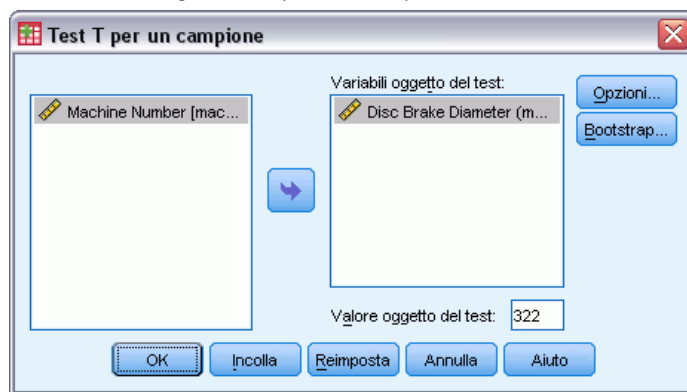 Test T per un campione
Variabili oggetto del test:
Machine Number [mac...
Disc Brake Diameter (m...
Opzioni...
Bootstrap...
Valore oggetto del test: 322
OK Incolla Reimposta Annulla Aiuto